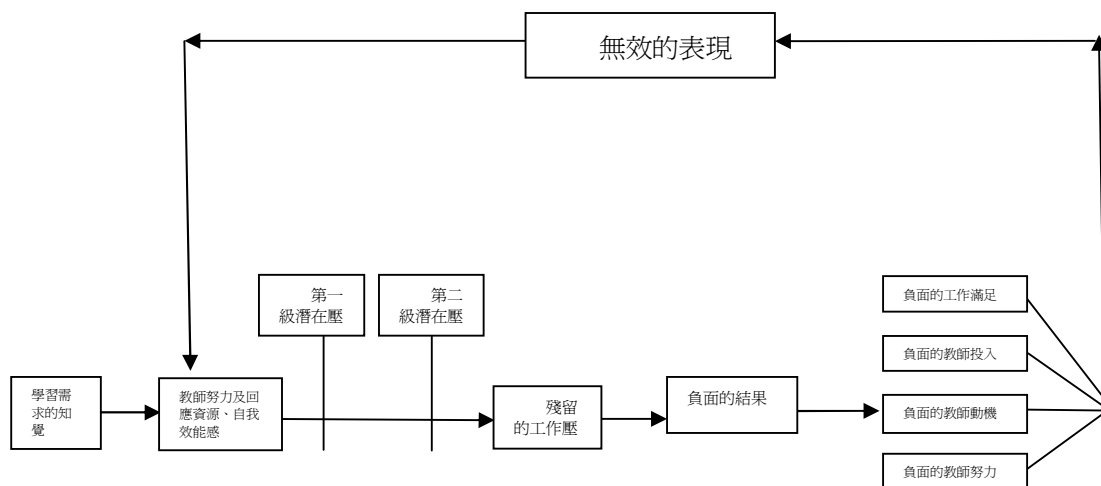 無效的表現
第一
級潛在壓
第二
級潛在壓
學習需
求的知
覺
教師努力及回
應資源、自我
效能感
殘留
的工作壓
負面的結果
負面的工作滿足
負面的教師投入
負面的教師動機
負面的教師努力